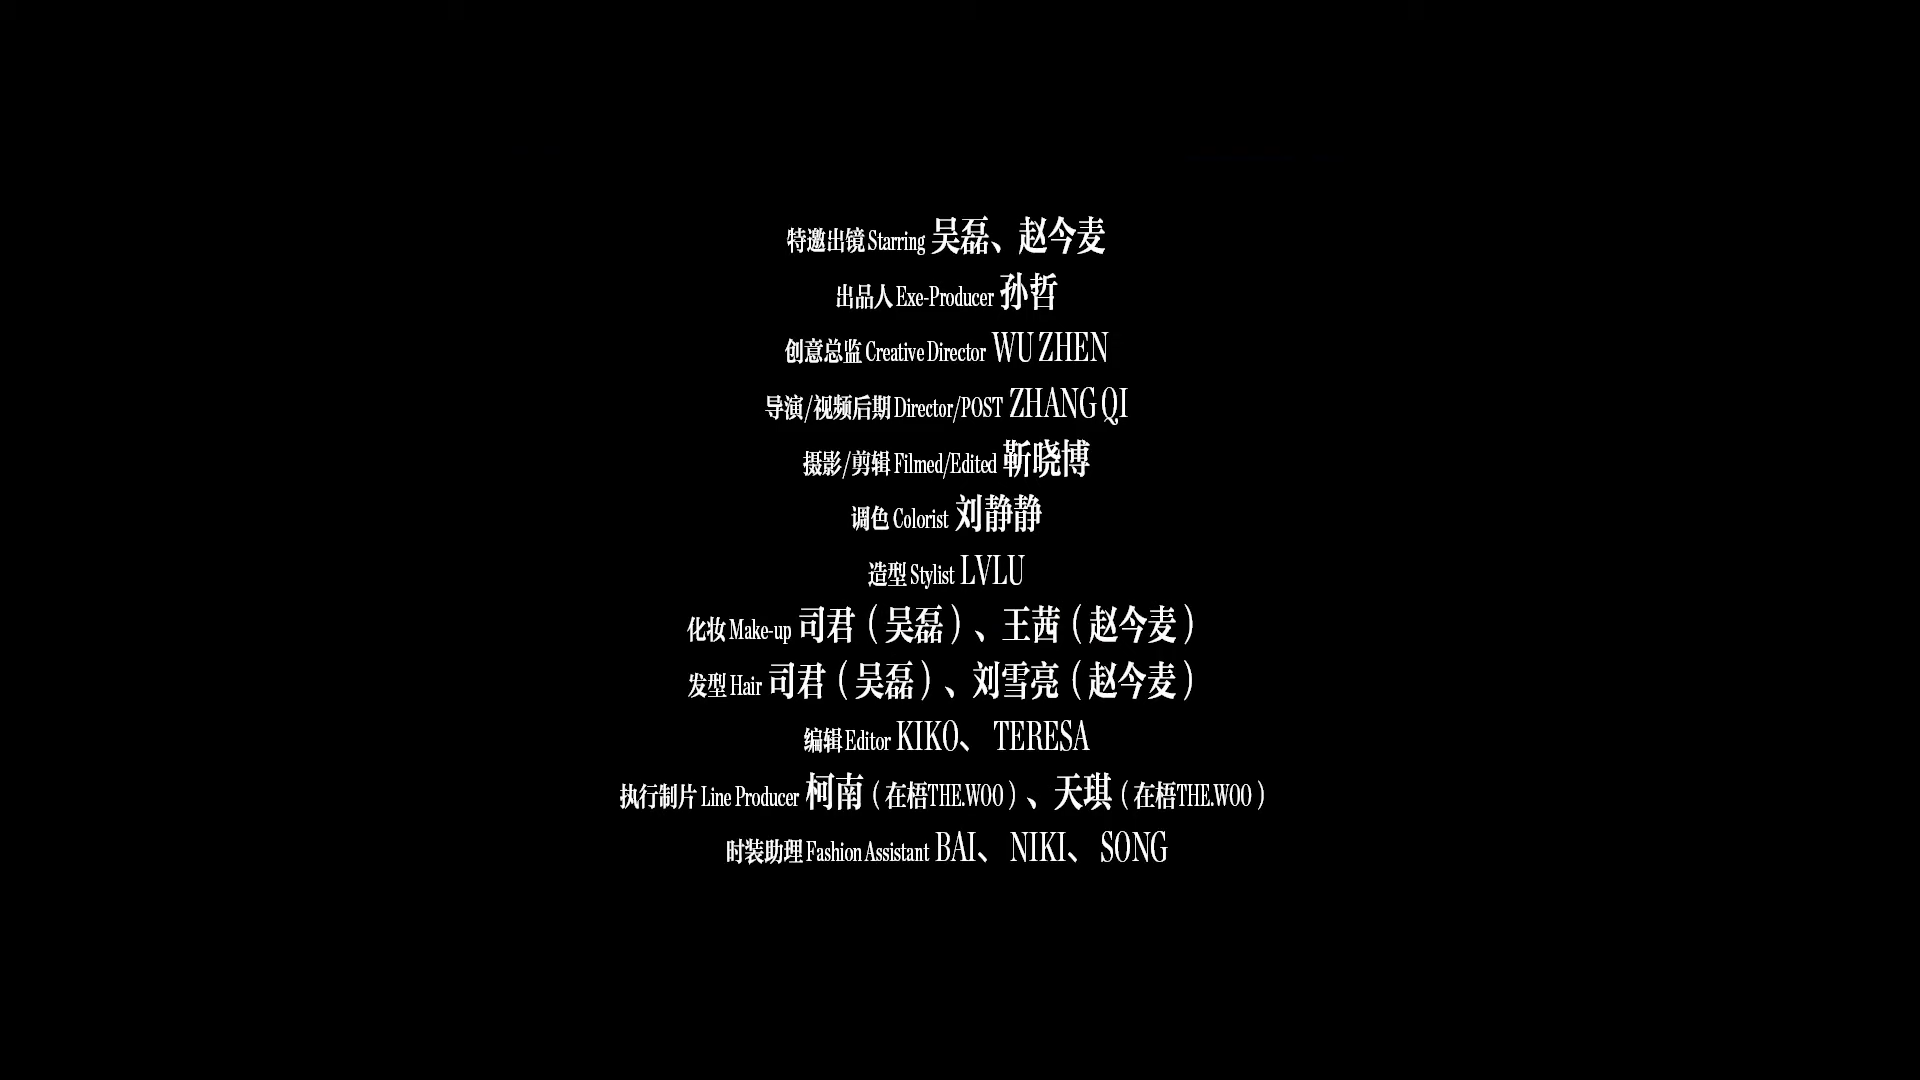 特邀出镜 Starring 吴磊、赵今麦
出品人 Exe-Producer 孙哲
创意总监 Creative Director WU ZHEN
导演/视频后期 Director/POST ZHANG QI
摄影/剪辑 Filmed/Edited 靳晓博
调色 Colorist 刘静静
造型 Stylist LVLU
化妆 Make-up 司君（吴磊）、王茜（赵今麦）
发型 Hair 司君（吴磊）、刘雪亮（赵今麦）
编辑 Editor KIKO、 TERESA
执行制片 Line Producer 柯南（在梧THE.WOO）、天琪（在梧THE.WOO）
时装助理 Fashion Assistant BAI、 NIKI、 SONG